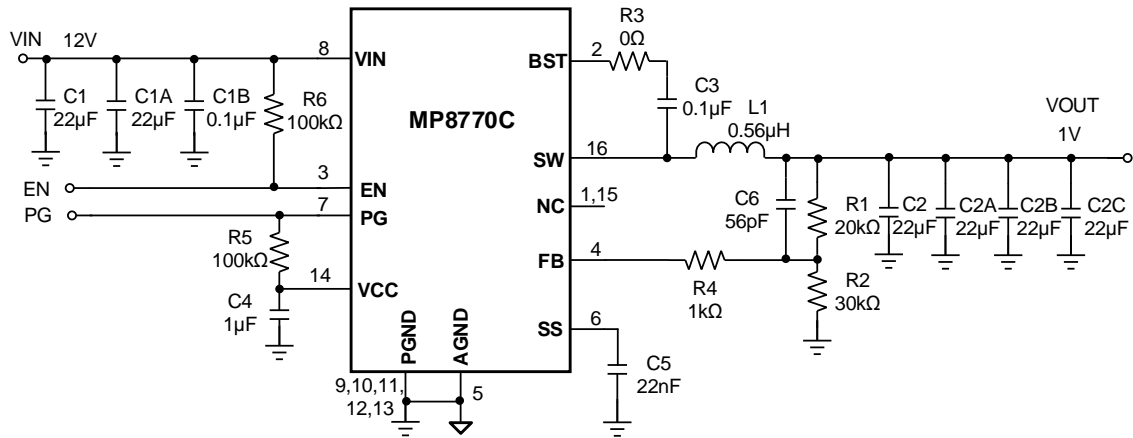 VIN 12V
8
VIN
C1
22µF
C1A
22µF
C1B
0.1µF
R6
100kΩ
EN
3
EN
PG
7
PG
R5
100kΩ
14
VCC
C4
1µF
MP8770C
PGND
AGND
9,10,11,
12,13
5
BST
2
R3
0Ω
C3
0.1µF
L1
0.56µH
SW
16
VOUT
1V
NC
1,15
C6
56pF
R1
20kΩ
C2
22µF
C2A
22µF
C2B
22µF
C2C
22µF
FB
4
R4
1kΩ
R2
30kΩ
SS
6
C5
22nF